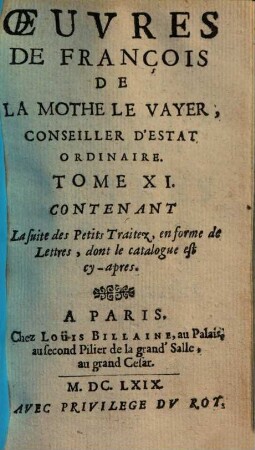 ŒUVRES
DE FRANÇOIS
DE
LA MOTHE LE VAYER,
CONSEILLER D'ESTAT
ORDINAIRE.
TOME XI.
CONTENANT
La suite des Petits Traitez, en forme de
Lettres, dont le catalogue est
cy-apres.
A PARIS.
Chez Loüis BILLAINE, au Palais,
au second Pilier de la grand' Salle,
au grand Cesar.
M. DC. LXIX.
AVEC PRIVILEGE DV ROY.